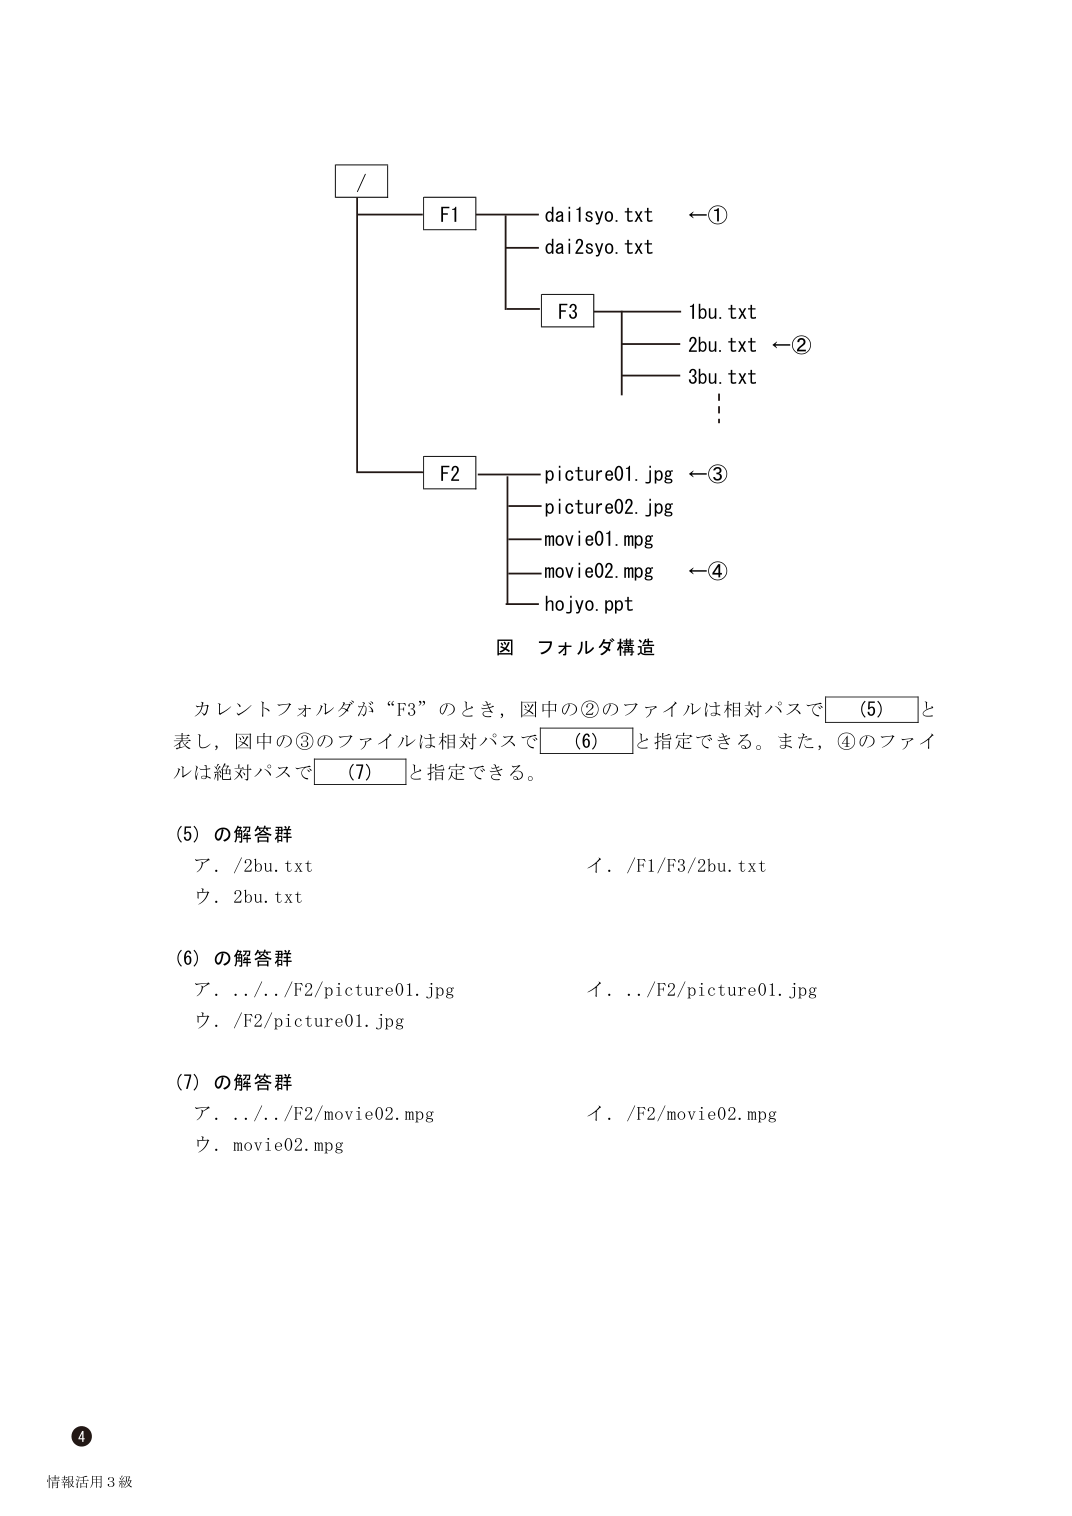 /
F1 dai1syo.txt ←①
dai2syo.txt
F3 1bu.txt
2bu.txt ←②
3bu.txt
F2 picture01.jpg ←③
picture02.jpg
movie01.mpg
movie02.mpg ←④
hojyo.ppt
図 フォルダ構造
カレントフォルダが“F3”のとき，図中の②のファイルは相対パスで (5) と
表し，図中の③のファイルは相対パスで (6) と指定できる。また，④のファイ
ルは絶対パスで (7) と指定できる。
(5) の解答群
ア．/2bu.txt イ．/F1/F3/2bu.txt
ウ．2bu.txt
(6) の解答群
ア．../../F2/picture01.jpg イ．../F2/picture01.jpg
ウ．/F2/picture01.jpg
(7) の解答群
ア．../../F2/movie02.mpg イ．/F2/movie02.mpg
ウ．movie02.mpg
4
情報活用３級